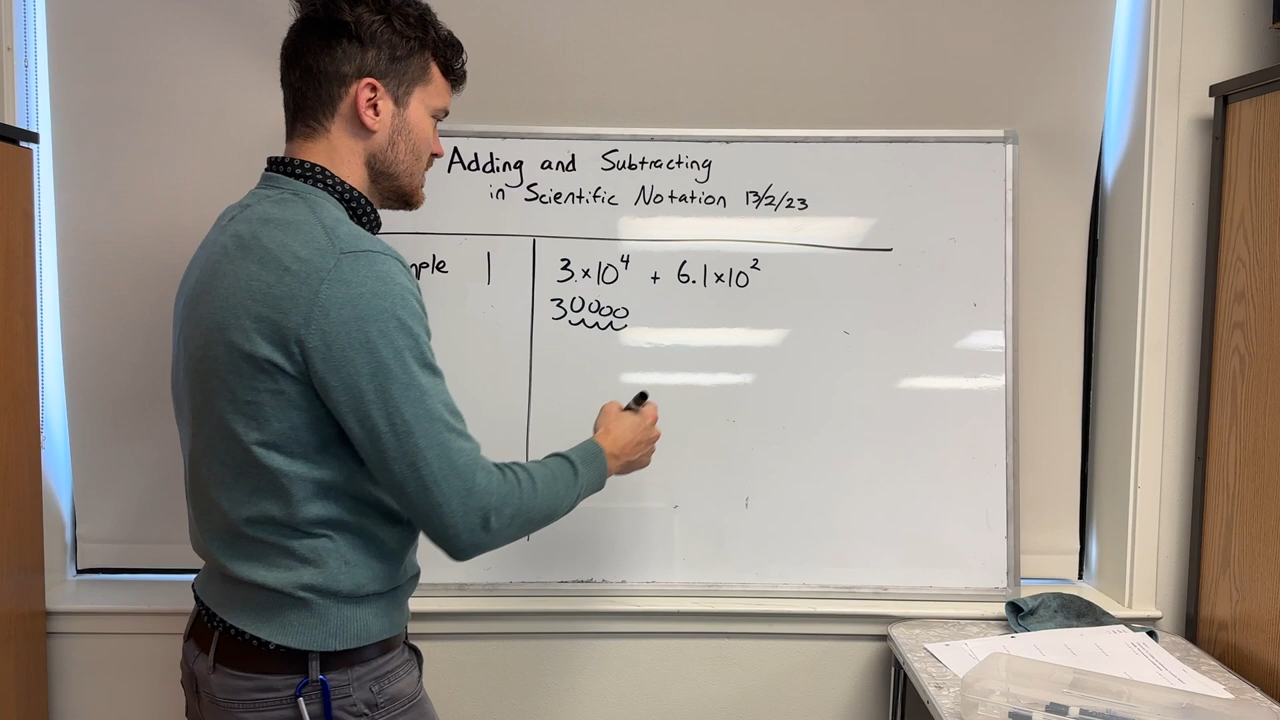 Adding and Subtracting
in Scientific Notation 13/2/23
mple 1
3.×10⁴ + 6.1×10²
30000